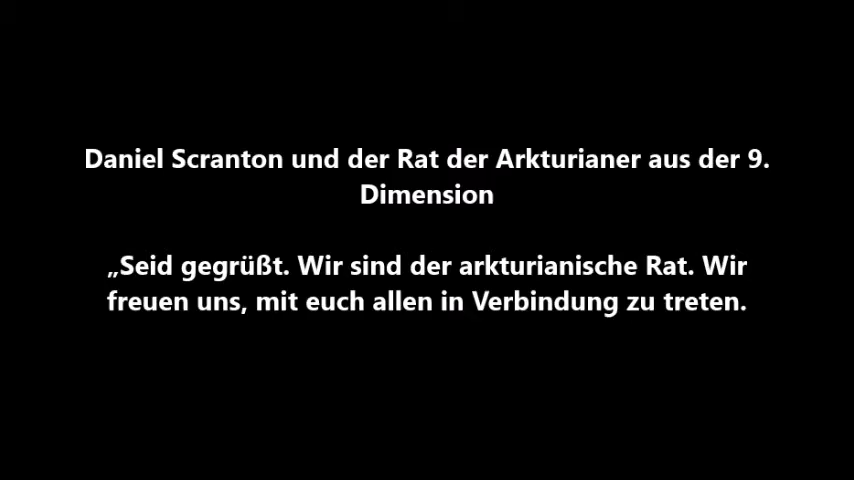 Daniel Scranton und der Rat der Arkturianer aus der 9.
Dimension
„Seid gegrüßt. Wir sind der arkturianische Rat. Wir
freuen uns, mit euch allen in Verbindung zu treten.